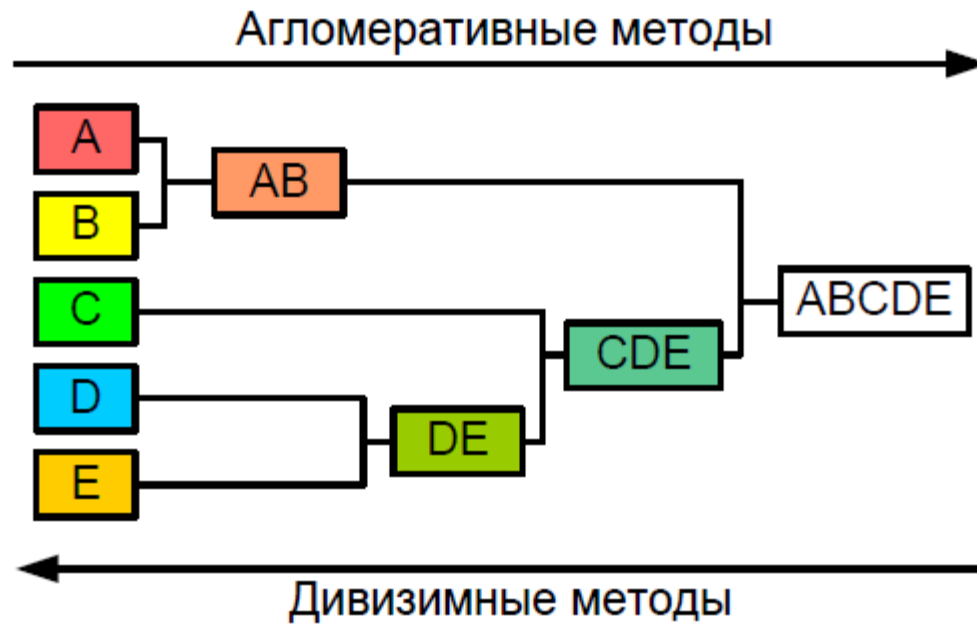 Агломеративные методы
A
AB
B
C
ABCDE
CDE
D
DE
E
Дивизимные методы